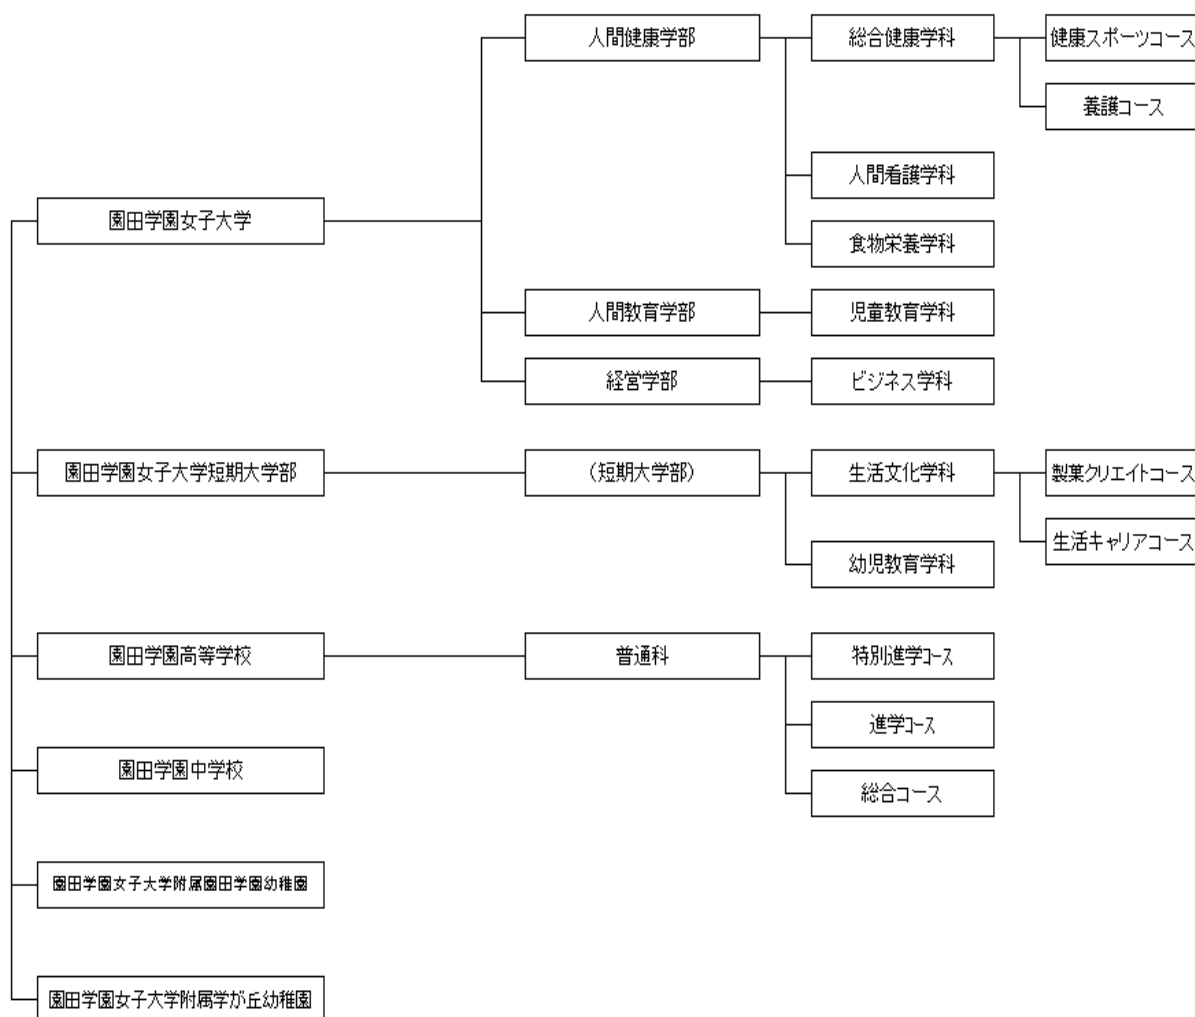 人間健康学部
総合健康学科
健康スポーツコース
養護コース
人間看護学科
園田学園女子大学
食物栄養学科
人間教育学部
児童教育学科
経営学部
ビジネス学科
園田学園女子大学短期大学部
(短期大学部)
生活文化学科
製菓クリエイトコース
生活キャリアコース
幼児教育学科
園田学園高等学校
普通科
特別進学コース
進学コース
園田学園中学校
総合コース
園田学園女子大学附属園田学園幼稚園
園田学園女子大学附属学が丘幼稚園